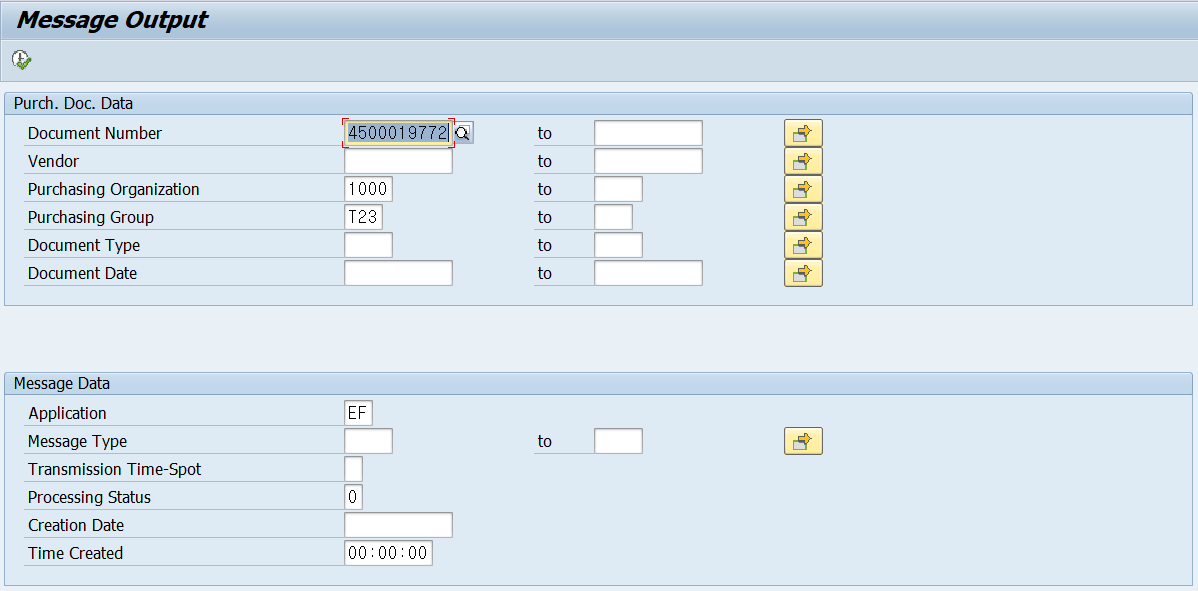 Message Output
Purch. Doc. Data
Document Number 4500019772 to
Vendor to
Purchasing Organization 1000 to
Purchasing Group T23 to
Document Type to
Document Date to
Message Data
Application EF
Message Type to
Transmission Time-Spot
Processing Status 0
Creation Date
Time Created 00:00:00